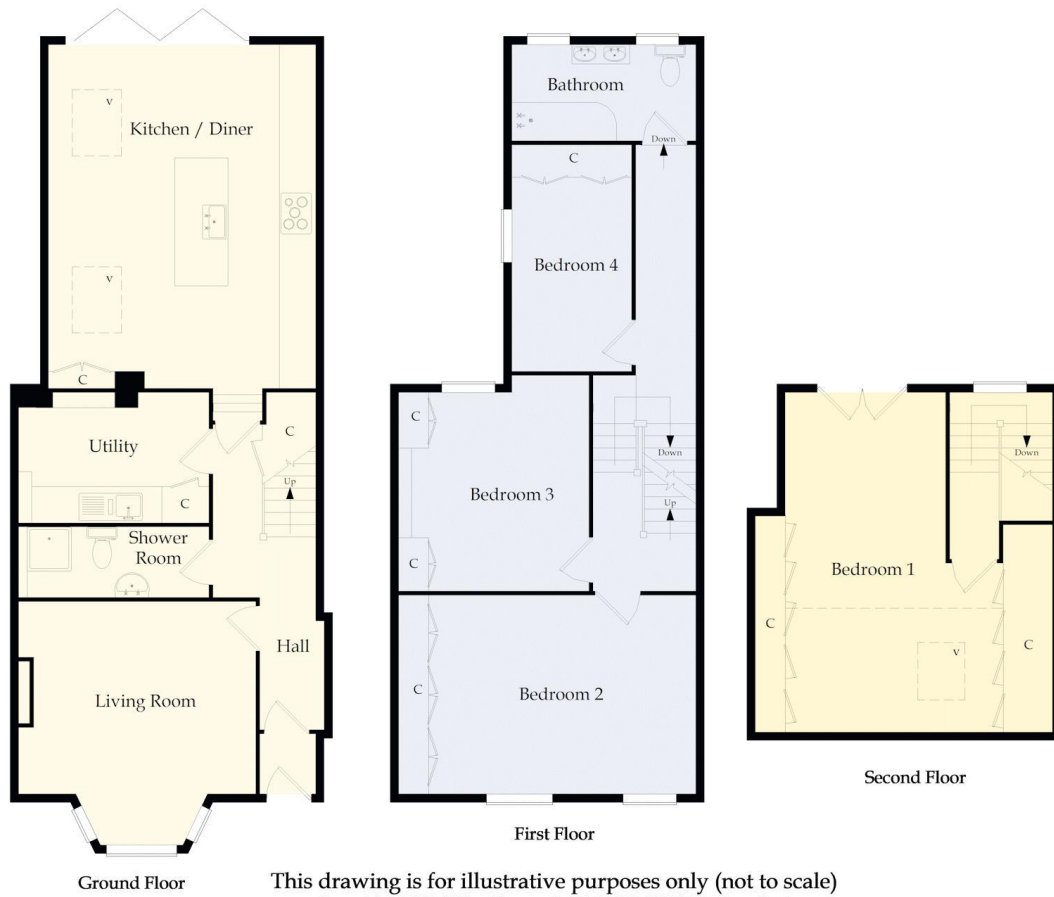 v
Kitchen / Diner
v
C
Utility
C
C
Up
Shower
Room
Hall
Living Room
Ground Floor
Bathroom
Down
C
Bedroom 4
C
Bedroom 3
Down
Up
C
C
Bedroom 2
First Floor
Down
Bedroom 1
C
C
v
Second Floor
This drawing is for illustrative purposes only (not to scale)